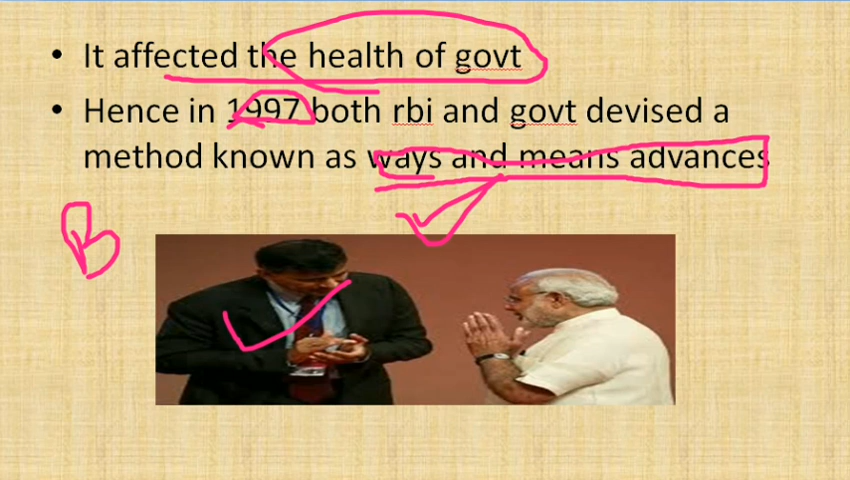 • It affected the health of govt
• Hence in 1997 both rbi and govt devised a
method known as ways and means advances
B